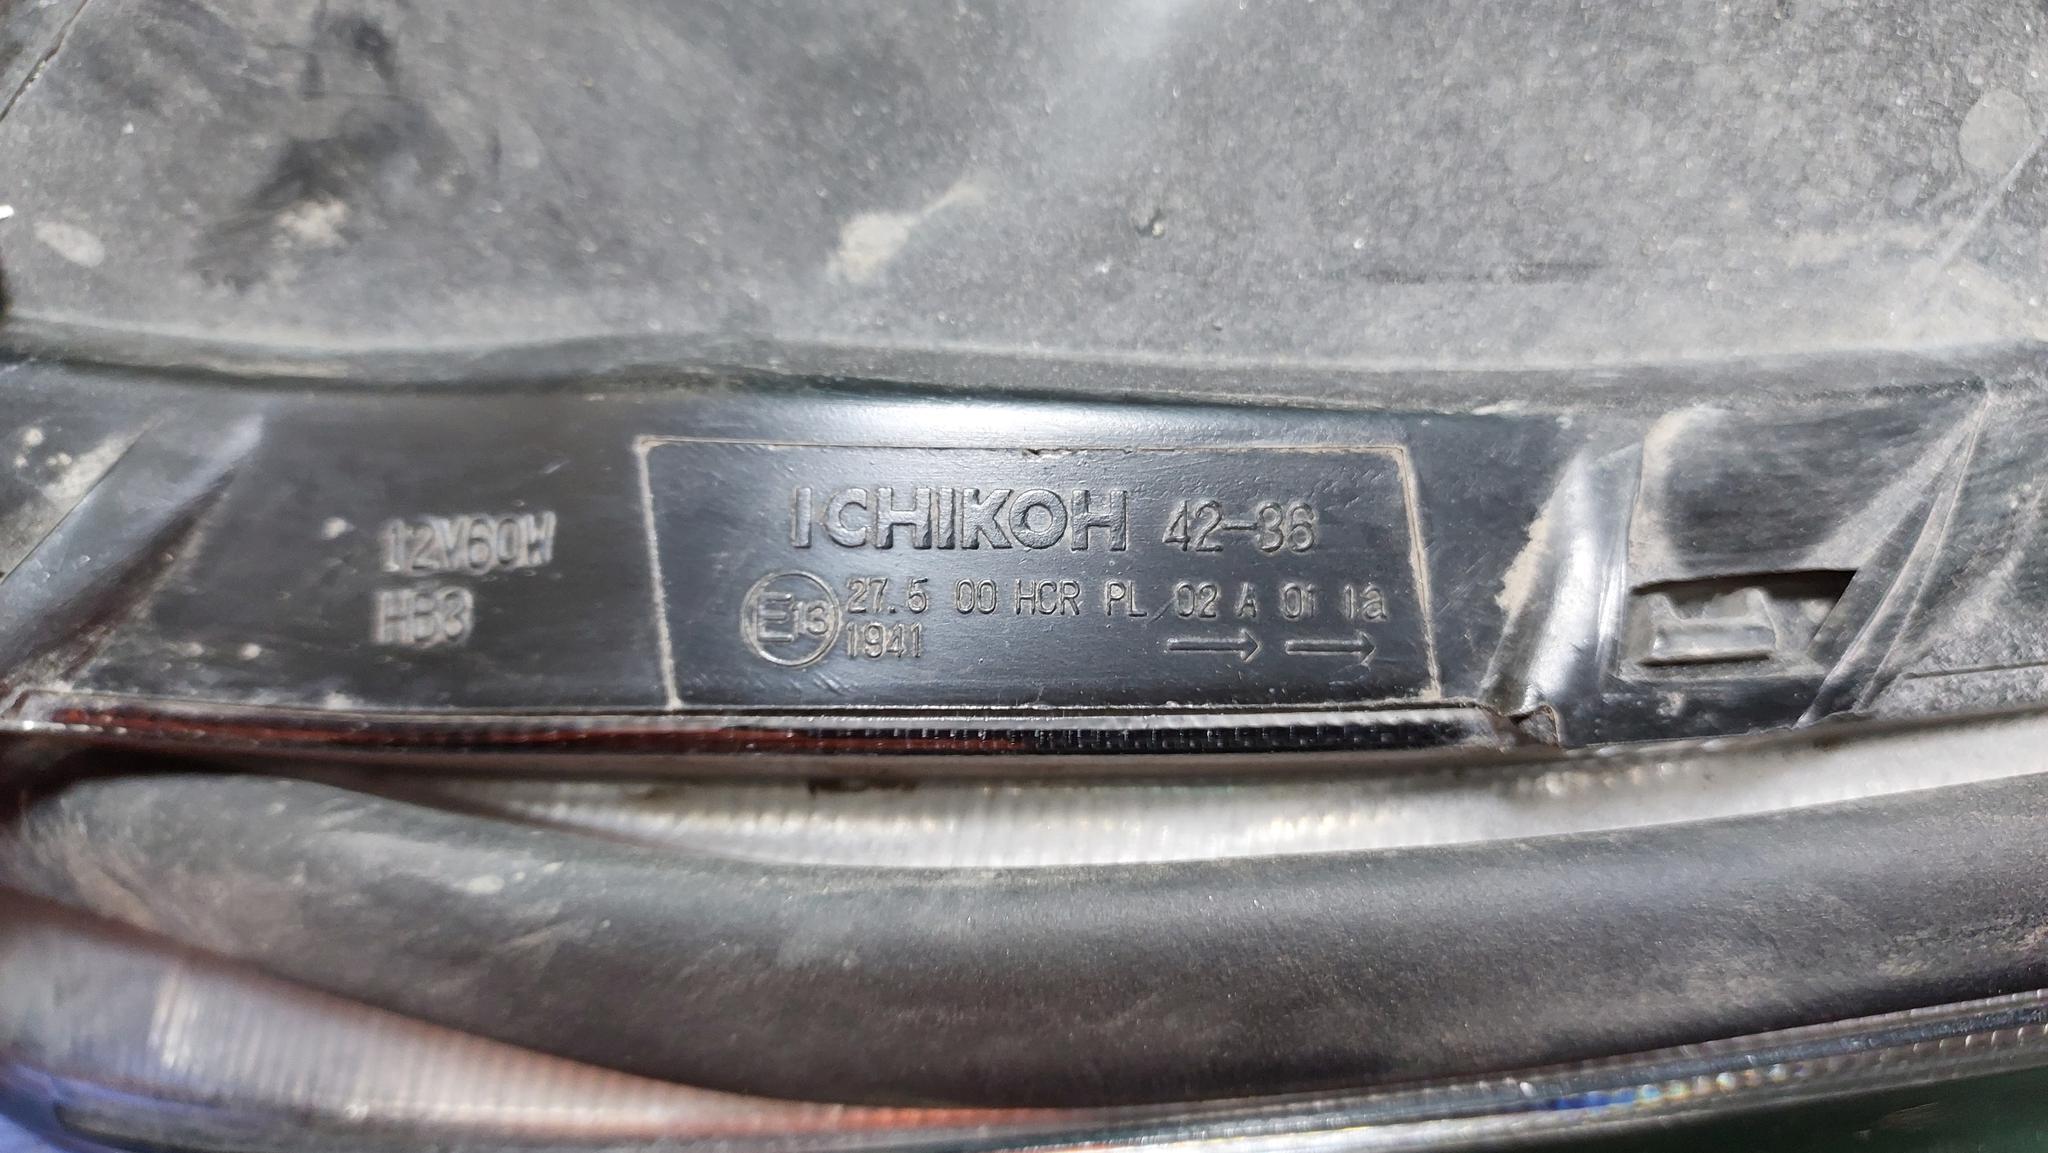 12V60W
HB3
ICHIKOH 42-36
E13 27.5 00 HCR PL 02 A 01 1a
1941 → →